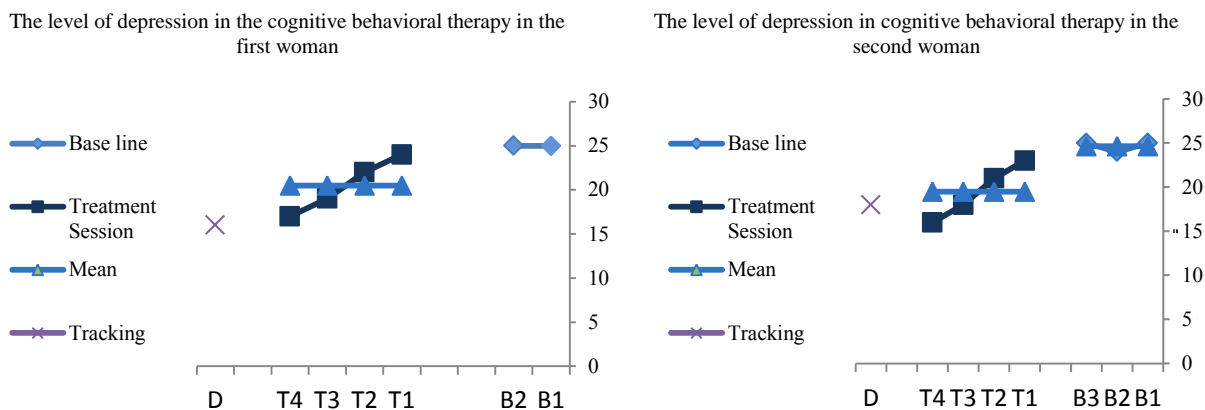 The level of depression in the cognitive behavioral therapy in the
first woman
30
25
20
15
10
5
0
Base line
Treatment
Session
Mean
Tracking
D T4 T3 T2 T1 B2 B1
The level of depression in cognitive behavioral therapy in the
second woman
30
25
20
15
"
10
5
0
Base line
Treatment
Session
Mean
Tracking
D T4 T3 T2 T1 B3 B2 B1